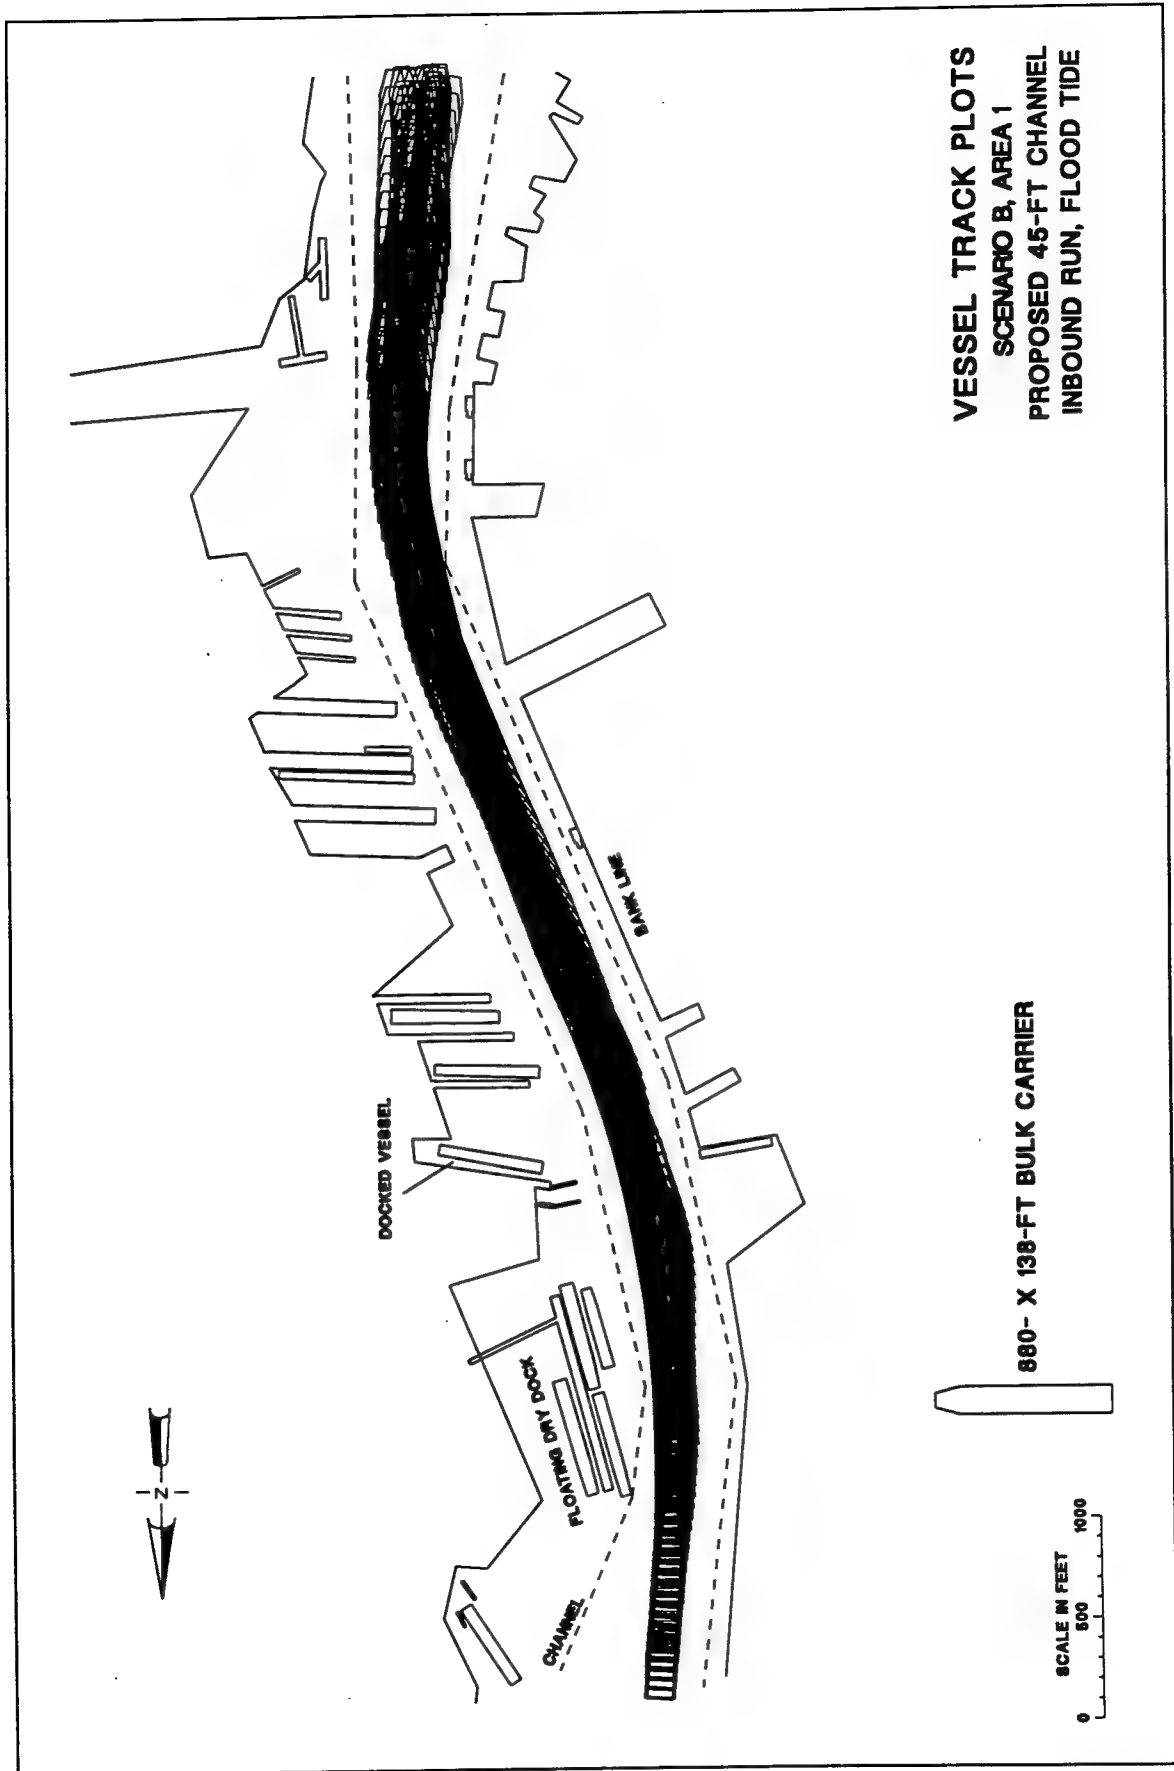 VESSEL TRACK PLOTS
SCENARIO B, AREA 1
PROPOSED 45-FT CHANNEL
INBOUND RUN, FLOOD TIDE
BANK LINE
DOCKED VESSEL
FLOATING DRY DOCK
CHANNEL
N
880- X 138-FT BULK CARRIER
SCALE IN FEET
0 500 1000